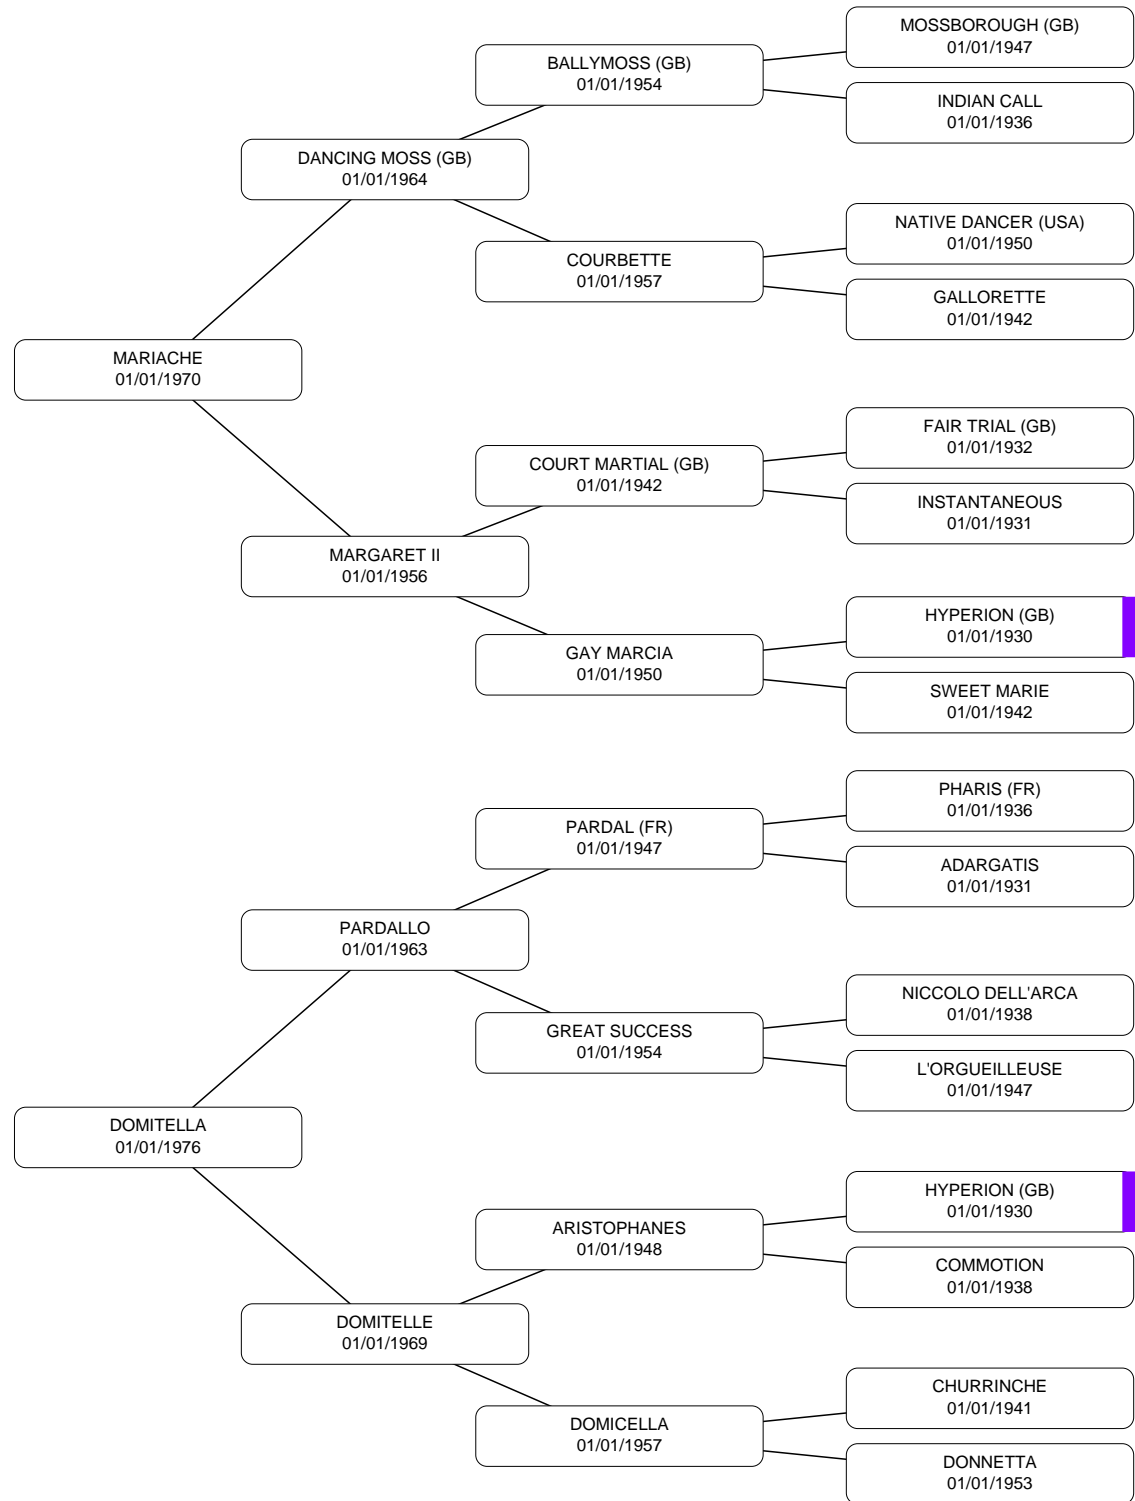 MOSSBOROUGH (GB)
01/01/1947
BALLYMOSS (GB)
01/01/1954
INDIAN CALL
01/01/1936
DANCING MOSS (GB)
01/01/1964
NATIVE DANCER (USA)
01/01/1950
COURBETTE
01/01/1957
GALLORETTE
01/01/1942
MARIACHE
01/01/1970
FAIR TRIAL (GB)
01/01/1932
COURT MARTIAL (GB)
01/01/1942
INSTANTANEOUS
01/01/1931
MARGARET II
01/01/1956
HYPERION (GB)
01/01/1930
GAY MARCIA
01/01/1950
SWEET MARIE
01/01/1942
PHARIS (FR)
01/01/1936
PARDAL (FR)
01/01/1947
ADARGATIS
01/01/1931
PARDALLO
01/01/1963
NICCOLO DELL'ARCA
01/01/1938
GREAT SUCCESS
01/01/1954
L'ORGUEILLEUSE
01/01/1947
DOMITELLA
01/01/1976
HYPERION (GB)
01/01/1930
ARISTOPHANES
01/01/1948
COMMOTION
01/01/1938
DOMITELLE
01/01/1969
CHURRINCHE
01/01/1941
DOMICELLA
01/01/1957
DONNETTA
01/01/1953